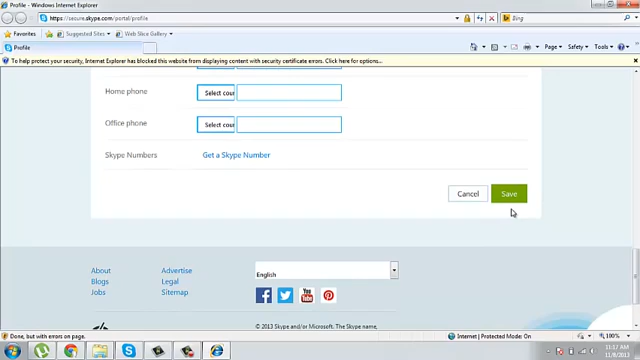 Profile - Windows Internet Explorer
https://secure.skype.com/portal/profile
Bing
Favorites Suggested Sites Web Slice Gallery
Profile
Page Safety Tools
To help protect your security, Internet Explorer has blocked this website from displaying content with security certificate errors. Click here for options...
Home phone Select cour
Office phone Select cour
Skype Numbers Get a Skype Number
Cancel Save
About Advertise English
Blogs Legal
Jobs Sitemap
© 2013 Skype and/or Microsoft. The Skype name,
Done, but with errors on page. Internet | Protected Mode: On 100%
11:17 AM
11/8/2013